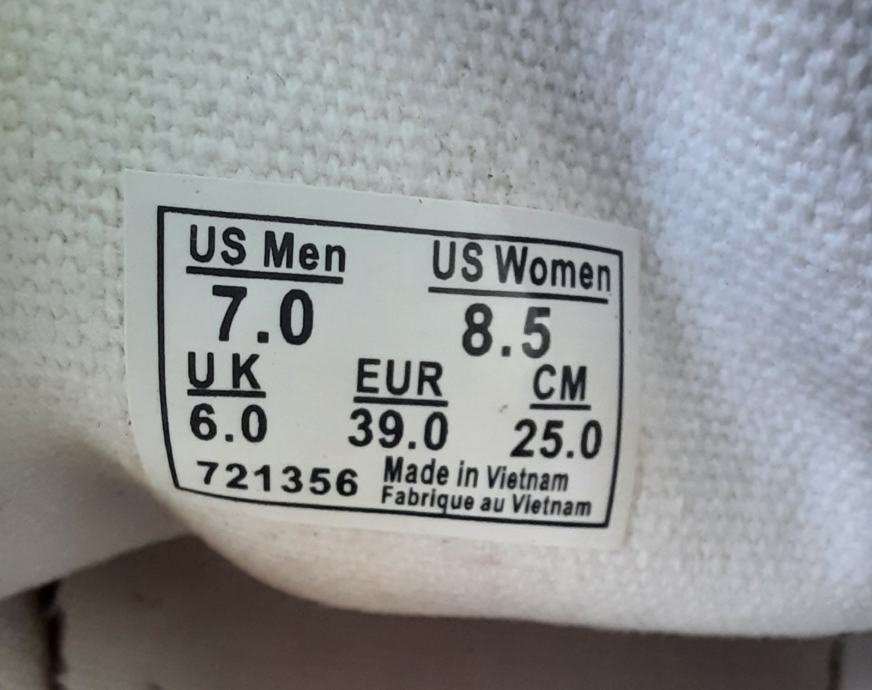 US Men US Women
7.0 8.5
UK EUR CM
6.0 39.0 25.0
721356 Made in Vietnam
Fabrique au Vietnam